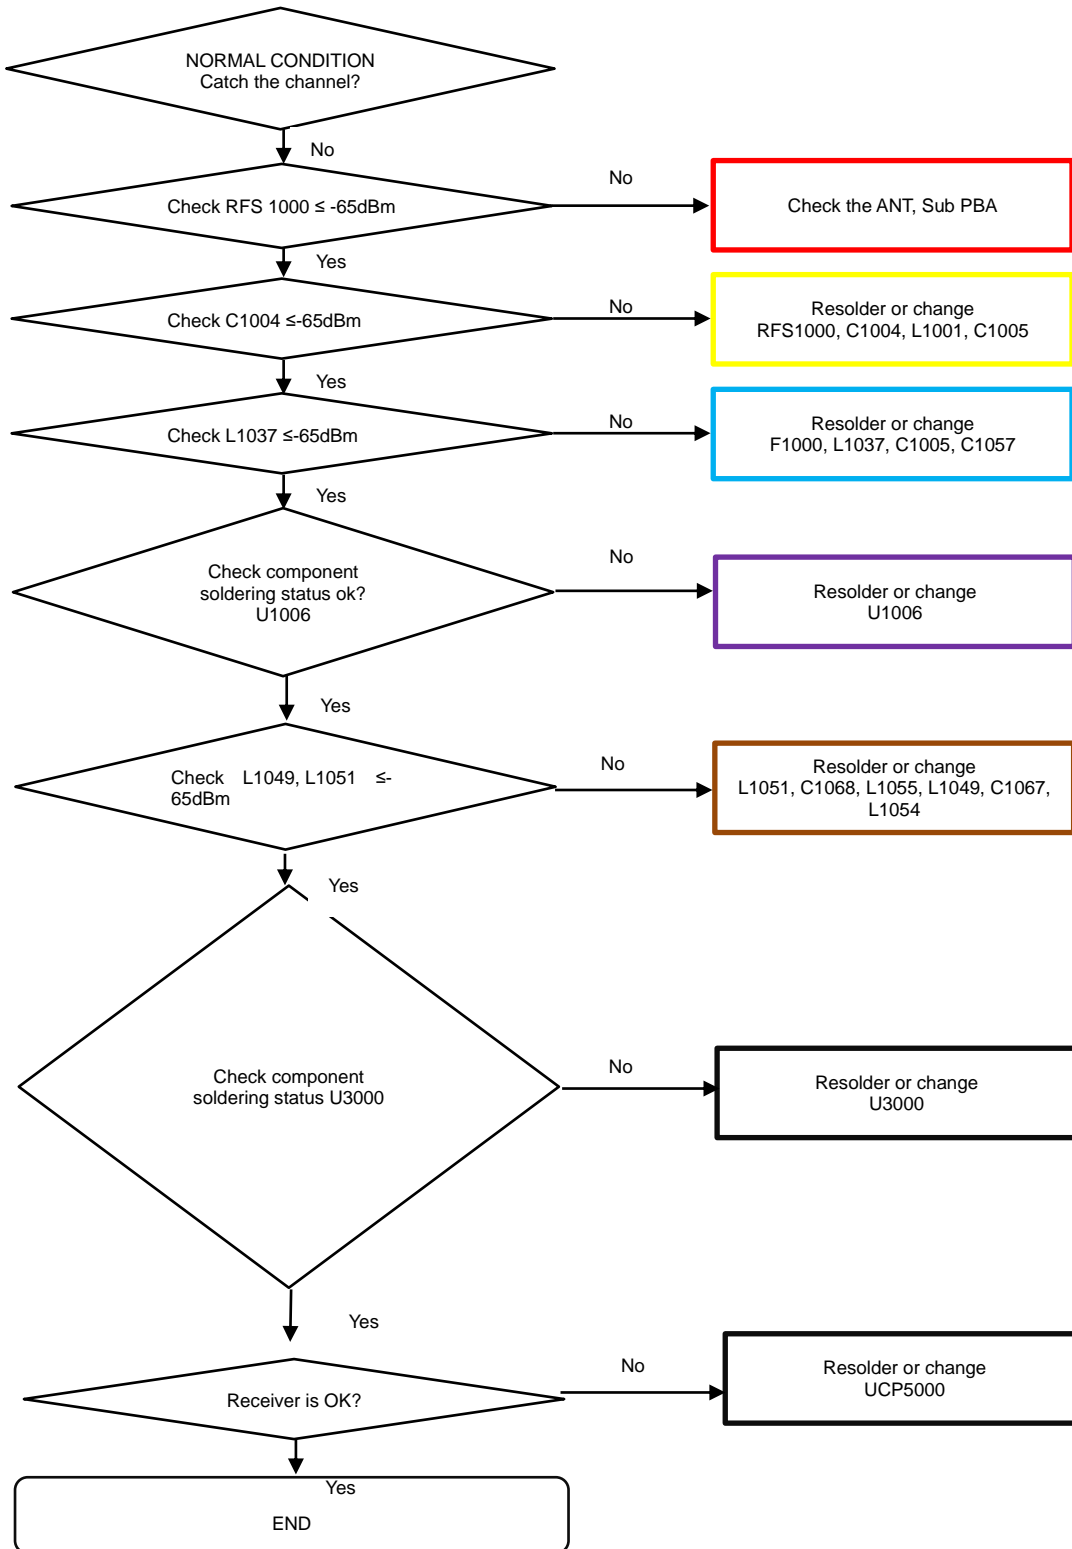 NORMAL CONDITION
Catch the channel?
No
Check RFS 1000 ≤ -65dBm
No
Check the ANT, Sub PBA
Yes
Check C1004 ≤-65dBm
No
Resolder or change
RFS1000, C1004, L1001, C1005
Yes
Check L1037 ≤-65dBm
No
Resolder or change
F1000, L1037, C1005, C1057
Yes
Check component
soldering status ok?
U1006
No
Resolder or change
U1006
Yes
Check L1049, L1051 ≤-
65dBm
No
Resolder or change
L1051, C1068, L1055, L1049, C1067,
L1054
Yes
Check component
soldering status U3000
No
Resolder or change
U3000
Yes
Receiver is OK?
No
Resolder or change
UCP5000
Yes
END